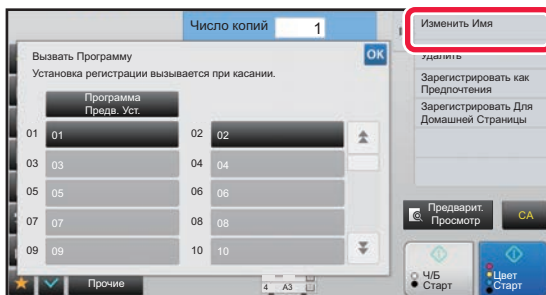 Число копий 1
Изменить Имя
Вызвать Программу
OK
Удалить
Установка регистрации вызывается при касании.
Зарегистрировать как
Предпочтения
Программа
Предв. Уст.
Зарегистрировать Для
Домашней Страницы
01 01 02 02
03 03 04 04
05 05 06 06
07 07 08 08
09 09 10 10
Предварит.
Просмотр
CA
Прочие
4 A3
Ч/Б
Старт
Цвет
Старт